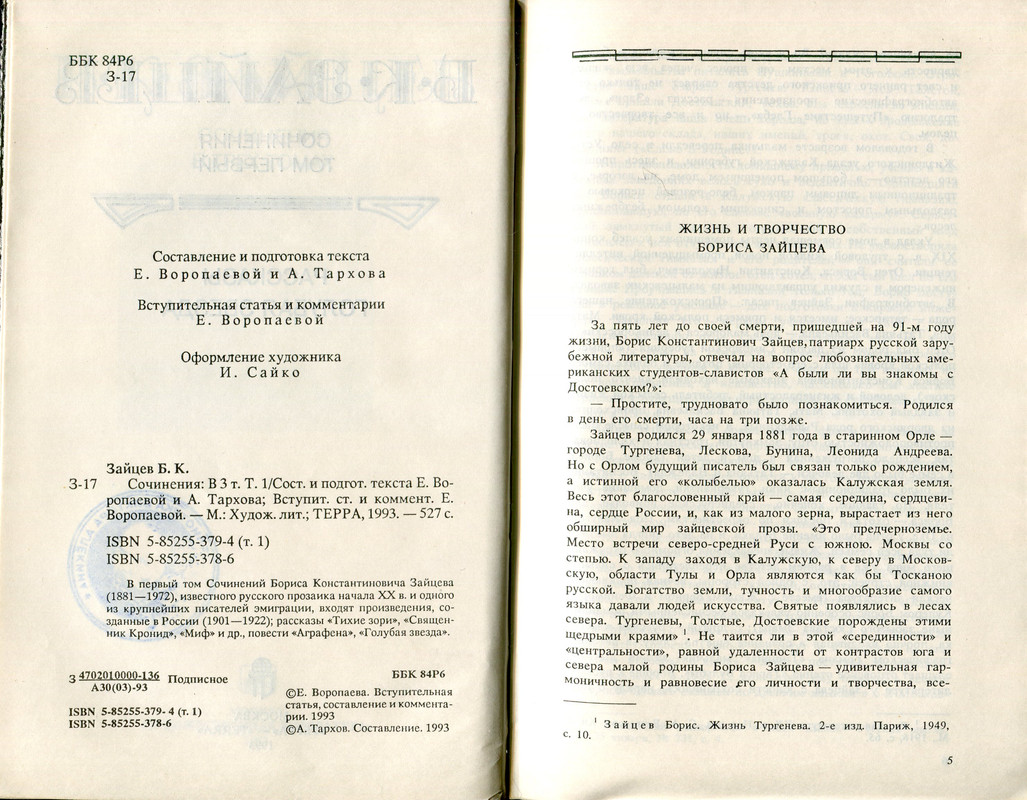 ББК 84Р6
З-17
Составление и подготовка текста
Е. Воропаевой и А. Тархова
Вступительная статья и комментарии
Е. Воропаевой
Оформление художника
И. Сайко
Зайцев Б. К.
З-17 Сочинения: В 3 т. Т. 1/Сост. и подгот. текста Е. Во-
ропаевой и А. Тархова; Вступит. ст. и коммент. Е.
Воропаевой. — М.: Худож. лит.; ТЕРРА, 1993. — 527 с.
ISBN 5-85255-379-4 (т. 1)
ISBN 5-85255-378-6
В первый том Сочинений Бориса Константиновича Зайцева
(1881—1972), известного русского прозаика начала XX в. и одного
из крупнейших писателей эмиграции, входят произведения, со-
зданные в России (1901—1922); рассказы «Тихие зори», «Священ-
ник Кронид», «Миф» и др., повести «Аграфена», «Голубая звезда».
З 4702010000-136 Подписное
А30(03)-93
ББК 84Р6
ISBN 5-85255-379- 4 (т. 1)
ISBN 5-85255-378-6
©Е. Воропаева. Вступительная
статья, составление и коммента-
рии. 1993
©А. Тархов. Составление. 1993
ЖИЗНЬ И ТВОРЧЕСТВО
БОРИСА ЗАЙЦЕВА
За пять лет до своей смерти, пришедшей на 91-м году
жизни, Борис Константинович Зайцев, патриарх русской зару-
бежной литературы, отвечал на вопрос любознательных аме-
риканских студентов-славистов «А были ли вы знакомы с
Достоевским?»:
— Простите, трудновато было познакомиться. Родился
в день его смерти, часа на три позже.
Зайцев родился 29 января 1881 года в старинном Орле —
городе Тургенева, Лескова, Бунина, Леонида Андреева.
Но с Орлом будущий писатель был связан только рождением,
а истинной его «колыбелью» оказалась Калужская земля.
Весь этот благословенный край — самая середина, сердцеви-
на, сердце России, и, как из малого зерна, вырастает из него
обширный мир зайцевской прозы. «Это предчерноземье.
Место встречи северо-средней Руси с южною. Москвы со
степью. К западу заходя в Калужскую, к северу в Москов-
скую, области Тулы и Орла являются как бы Тосканою
русской. Богатство земли, тучность и многообразие самого
языка давали людей искусства. Святые появлялись в лесах
севера. Тургеневы, Толстые, Достоевские порождены этими
щедрыми краями» ¹. Не таится ли в этой «серединности» и
«центральности», равной удаленности от контрастов юга и
севера малой родины Бориса Зайцева — удивительная гар-
моничность и равновесие его личности и творчества, все-
¹ Зайцев Борис. Жизнь Тургенева. 2-е изд. Париж, 1949,
с. 10.
5